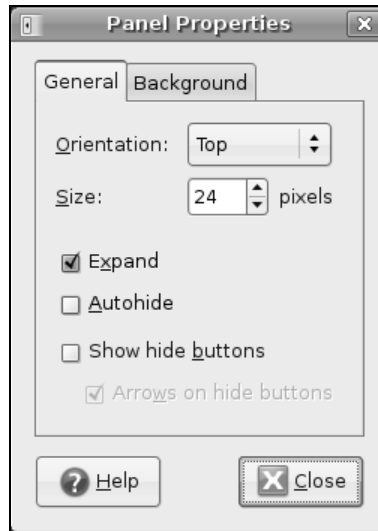 Panel Properties
General Background
Orientation: Top
Size: 24 pixels
Expand
Autohide
Show hide buttons
Arrows on hide buttons
Help Close